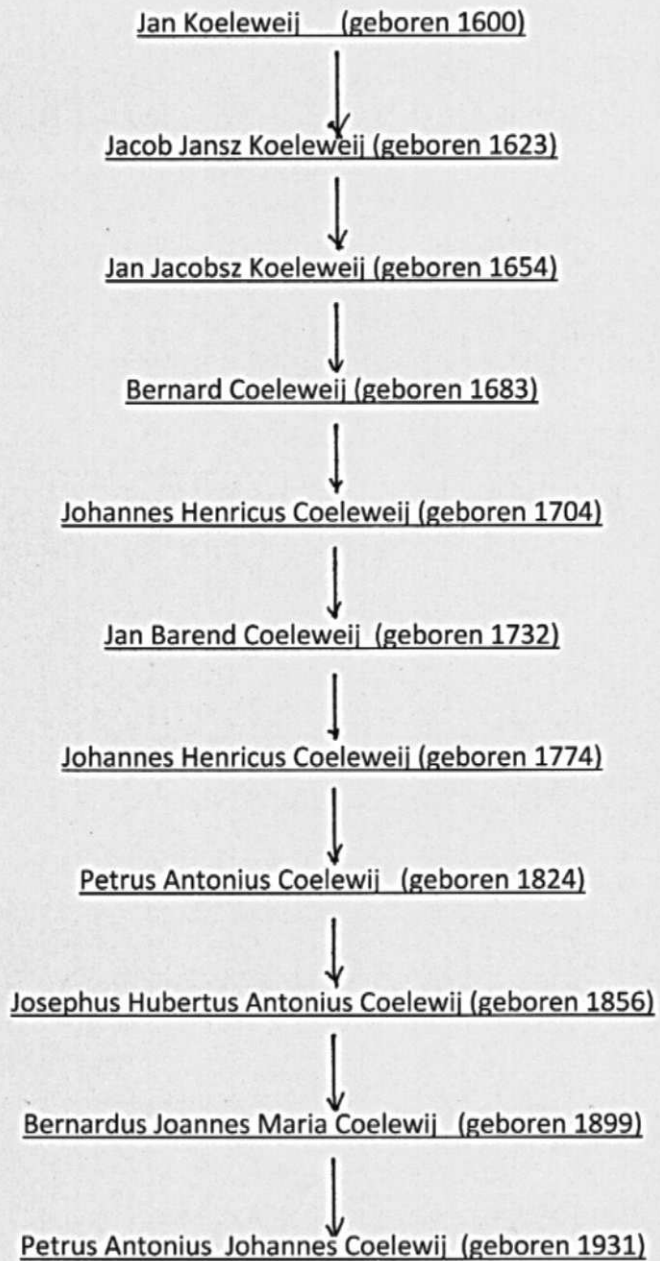 Jan Koeleweij (geboren 1600)
Jacob Jansz Koeleweij (geboren 1623)
Jan Jacobsz Koeleweij (geboren 1654)
Bernard Coeleweij (geboren 1683)
Johannes Henricus Coeleweij (geboren 1704)
Jan Barend Coeleweij (geboren 1732)
Johannes Henricus Coeleweij (geboren 1774)
Petrus Antonius Coelewij (geboren 1824)
Josephus Hubertus Antonius Coelewij (geboren 1856)
Bernardus Joannes Maria Coelewij (geboren 1899)
Petrus Antonius Johannes Coelewij (geboren 1931)